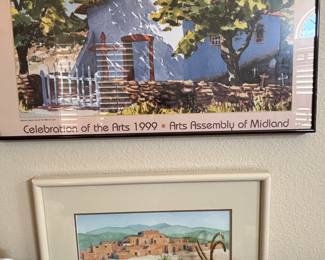 Celebration of the Arts 1999 * Arts Assembly of Midland